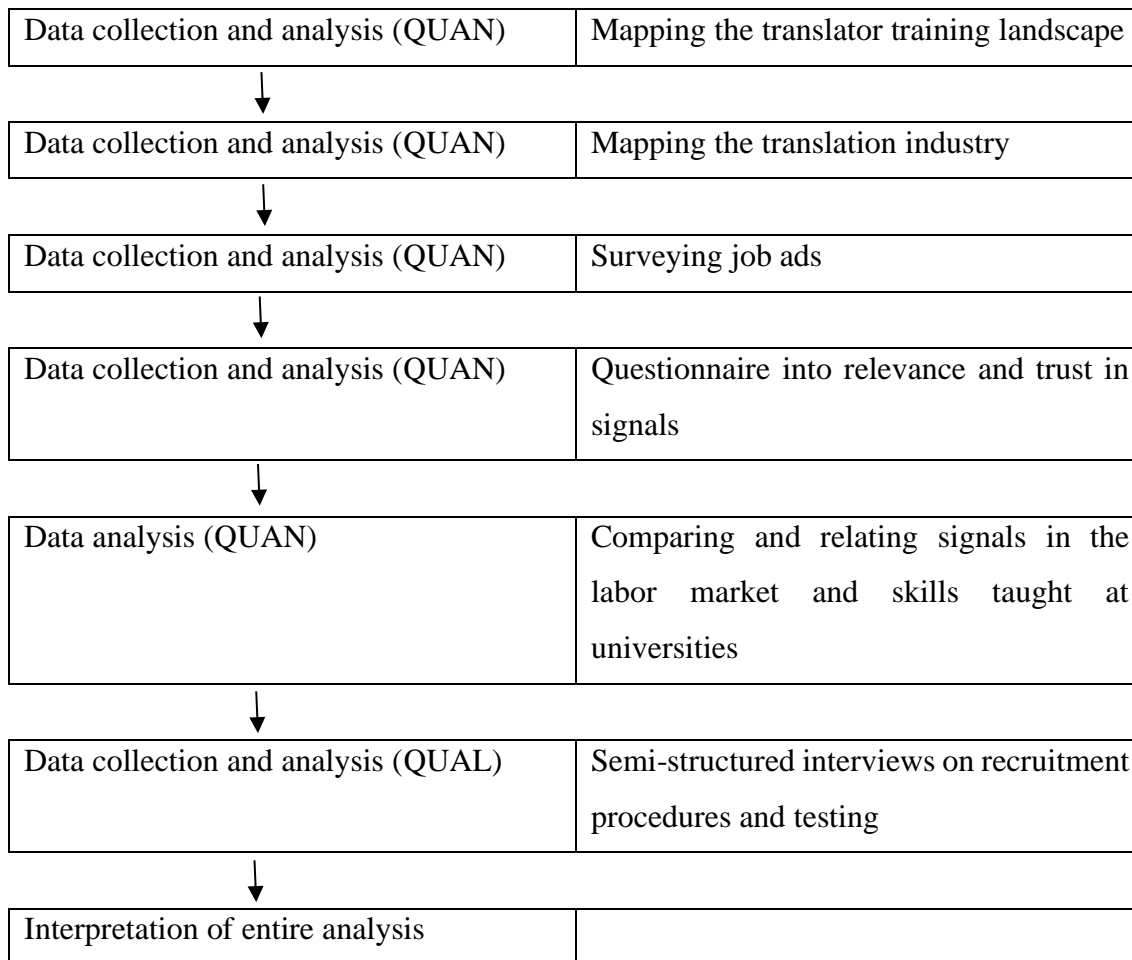 Data collection and analysis (QUAN)
Mapping the translator training landscape
Data collection and analysis (QUAN)
Mapping the translation industry
Data collection and analysis (QUAN)
Surveying job ads
Data collection and analysis (QUAN)
Questionnaire into relevance and trust in
signals
Data analysis (QUAN)
Comparing and relating signals in the
labor market and skills taught at
universities
Data collection and analysis (QUAL)
Semi-structured interviews on recruitment
procedures and testing
Interpretation of entire analysis